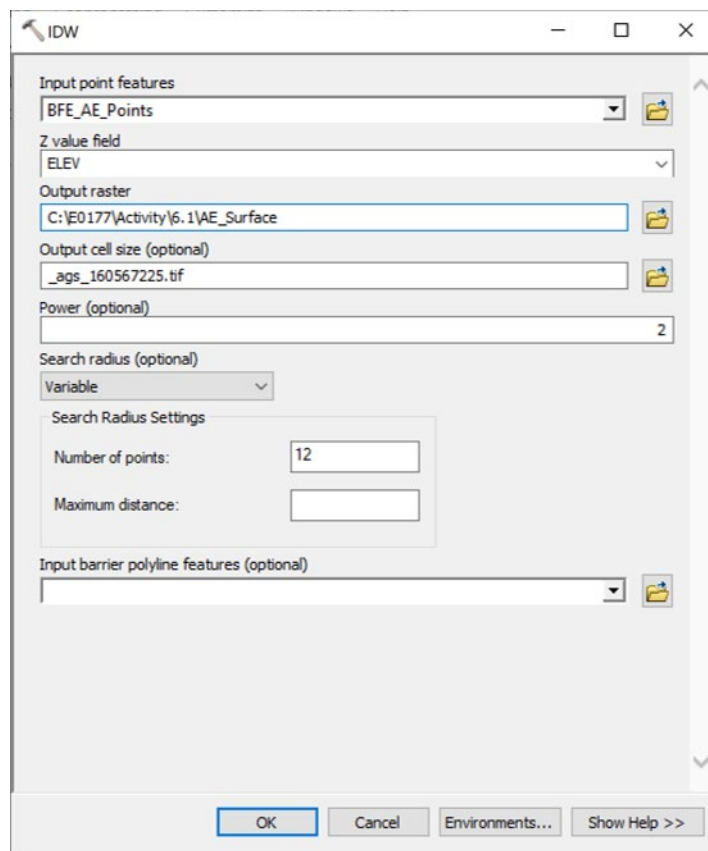 IDW
Input point features
BFE_AE_Points
Z value field
ELEV
Output raster
C:\E0177\Activity\6.1\AE_Surface
Output cell size (optional)
_ags_160567225.tif
Power (optional)
2
Search radius (optional)
Variable
Search Radius Settings
Number of points: 12
Maximum distance:
Input barrier polyline features (optional)
OK Cancel Environments... Show Help >>